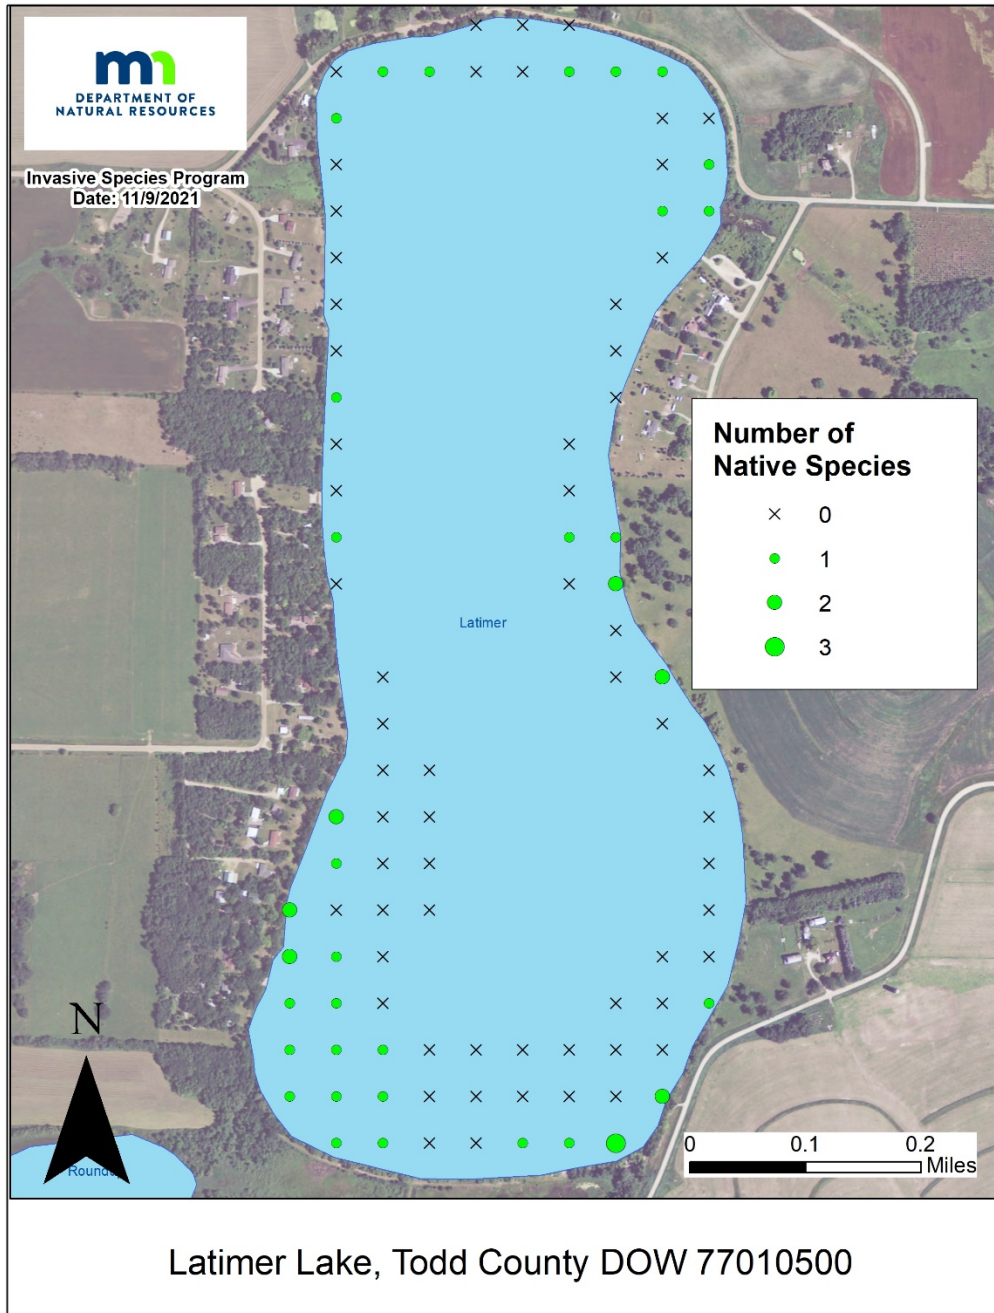 mn
DEPARTMENT OF
NATURAL RESOURCES
Invasive Species Program
Date: 11/9/2021
Number of
Native Species
0
1
2
3
Latimer
N
0 0.1 0.2
Miles
Latimer Lake, Todd County DOW 77010500